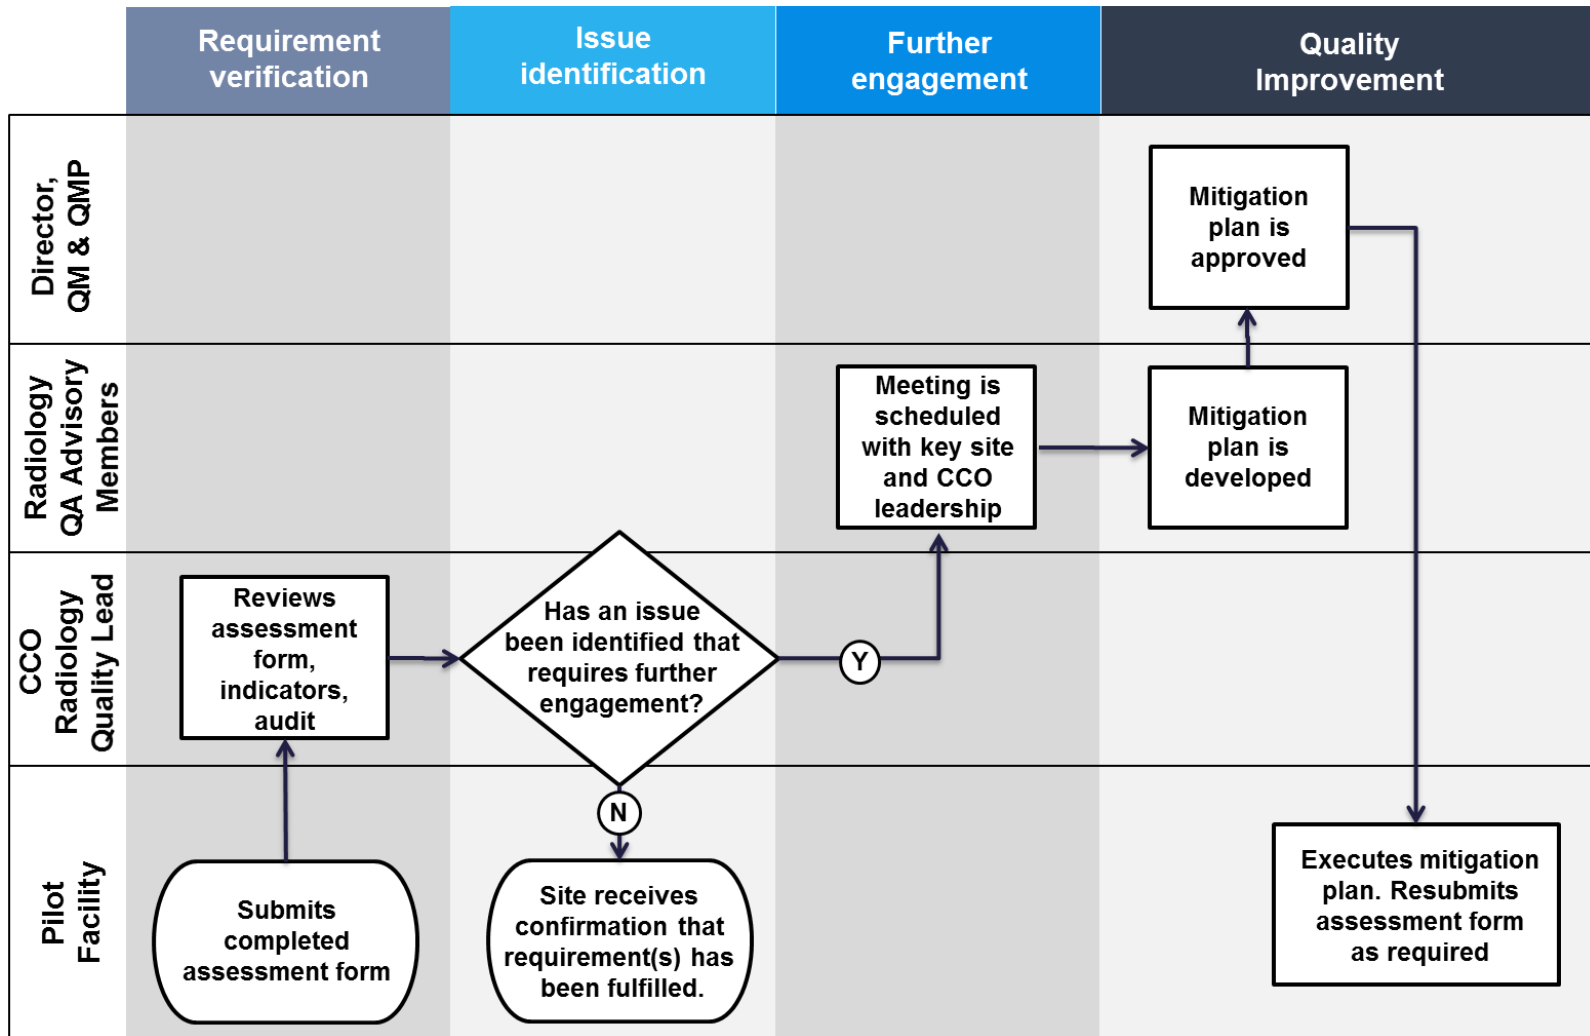 Requirement
verification
Issue
identification
Further
engagement
Quality
Improvement
Director,
QM & QMP
Mitigation
plan is
approved
Radiology
QA Advisory
Members
Meeting is
scheduled
with key site
and CCO
leadership
Mitigation
plan is
developed
CCO
Radiology
Quality Lead
Reviews
assessment
form,
indicators,
audit
Has an issue
been identified that
requires further
engagement?
Y
N
Pilot
Facility
Submits
completed
assessment form
Site receives
confirmation that
requirement(s) has
been fulfilled.
Executes mitigation
plan. Resubmits
assessment form
as required